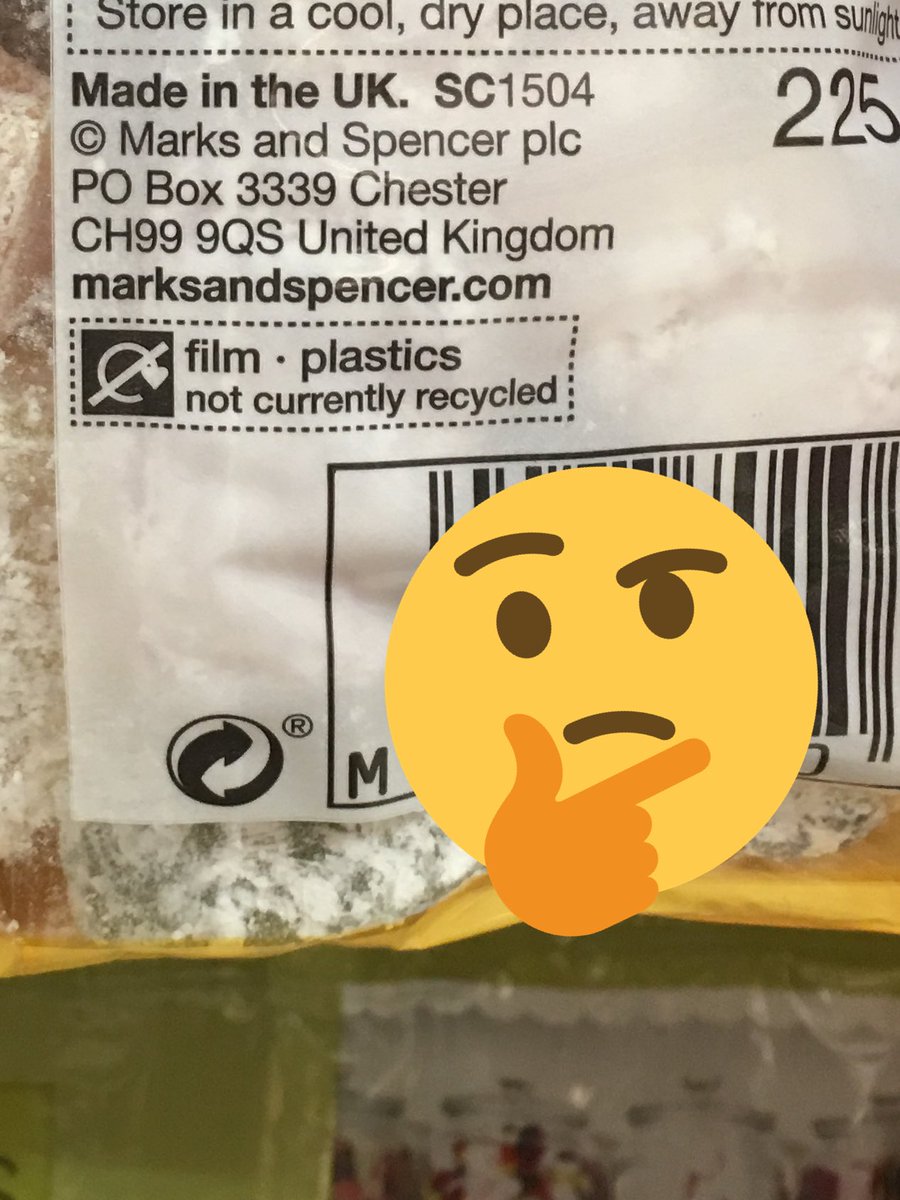 Store in a cool, dry place, away from sunlight
Made in the UK. SC1504
225
© Marks and Spencer plc
PO Box 3339 Chester
CH99 9QS United Kingdom
marksandspencer.com
film · plastics
not currently recycled
®
M